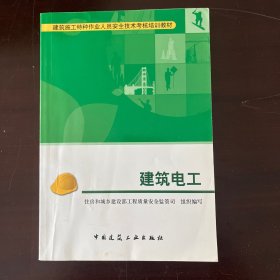 建筑施工特种作业人员安全技术考核培训教材
建筑电工
住房和城乡建设部工程质量安全监管司 组织编写
中国建筑工业出版社